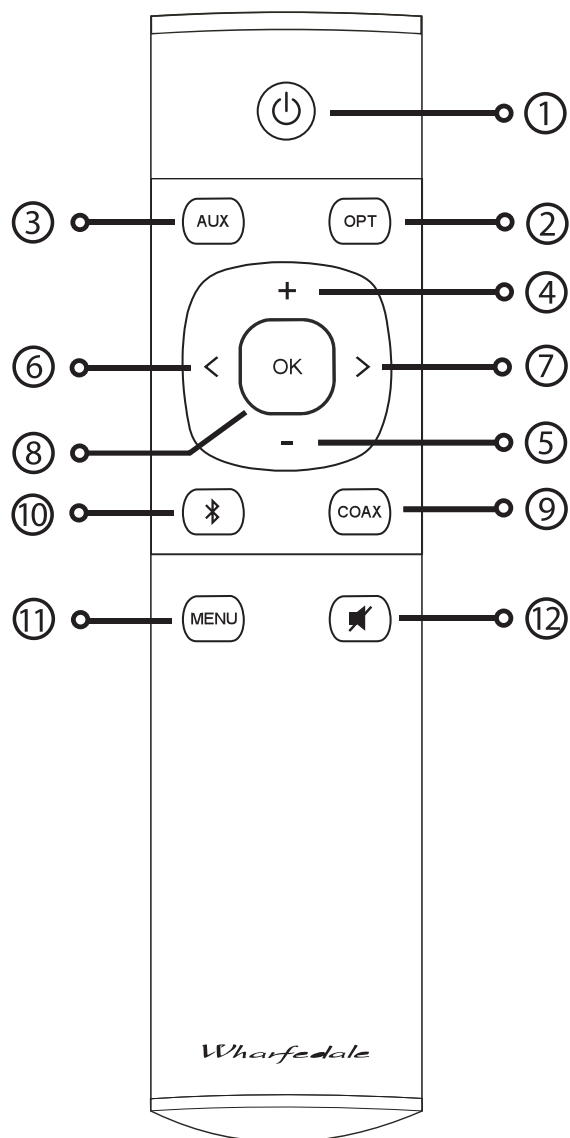 ①
③ AUX OPT ②
+ ④
⑥ < OK > ⑦
⑧ - ⑤
⑩ COAX ⑨
⑪ MENU ⑫
Wharfedale